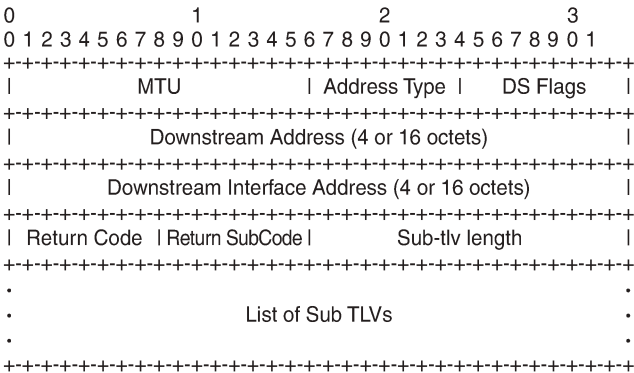 0 1 2 3
0 1 2 3 4 5 6 7 8 9 0 1 2 3 4 5 6 7 8 9 0 1 2 3 4 5 6 7 8 9 0 1
+-+-+-+-+-+-+-+-+-+-+-+-+-+-+-+-+-+-+-+-+-+-+-+-+-+-+-+-+-+-+-+-+-+
| MTU | Address Type | DS Flags |
+-+-+-+-+-+-+-+-+-+-+-+-+-+-+-+-+-+-+-+-+-+-+-+-+-+-+-+-+-+-+-+-+-+
| Downstream Address (4 or 16 octets) |
+-+-+-+-+-+-+-+-+-+-+-+-+-+-+-+-+-+-+-+-+-+-+-+-+-+-+-+-+-+-+-+-+-+
| Downstream Interface Address (4 or 16 octets) |
+-+-+-+-+-+-+-+-+-+-+-+-+-+-+-+-+-+-+-+-+-+-+-+-+-+-+-+-+-+-+-+-+-+
| Return Code | Return SubCode | Sub-tlv length |
+-+-+-+-+-+-+-+-+-+-+-+-+-+-+-+-+-+-+-+-+-+-+-+-+-+-+-+-+-+-+-+-+-+
. .
. List of Sub TLVs .
. .
+-+-+-+-+-+-+-+-+-+-+-+-+-+-+-+-+-+-+-+-+-+-+-+-+-+-+-+-+-+-+-+-+-+